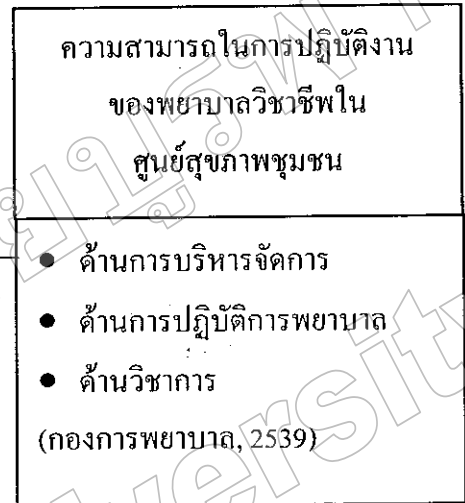 ความสามารถในการปฏิบัติงาน
ของพยาบาลวิชาชีพใน
ศูนย์สุขภาพชุมชน
● ด้านการบริหารจัดการ
● ด้านการปฏิบัติการพยาบาล
● ด้านวิชาการ
(กองการพยาบาล, 2539)